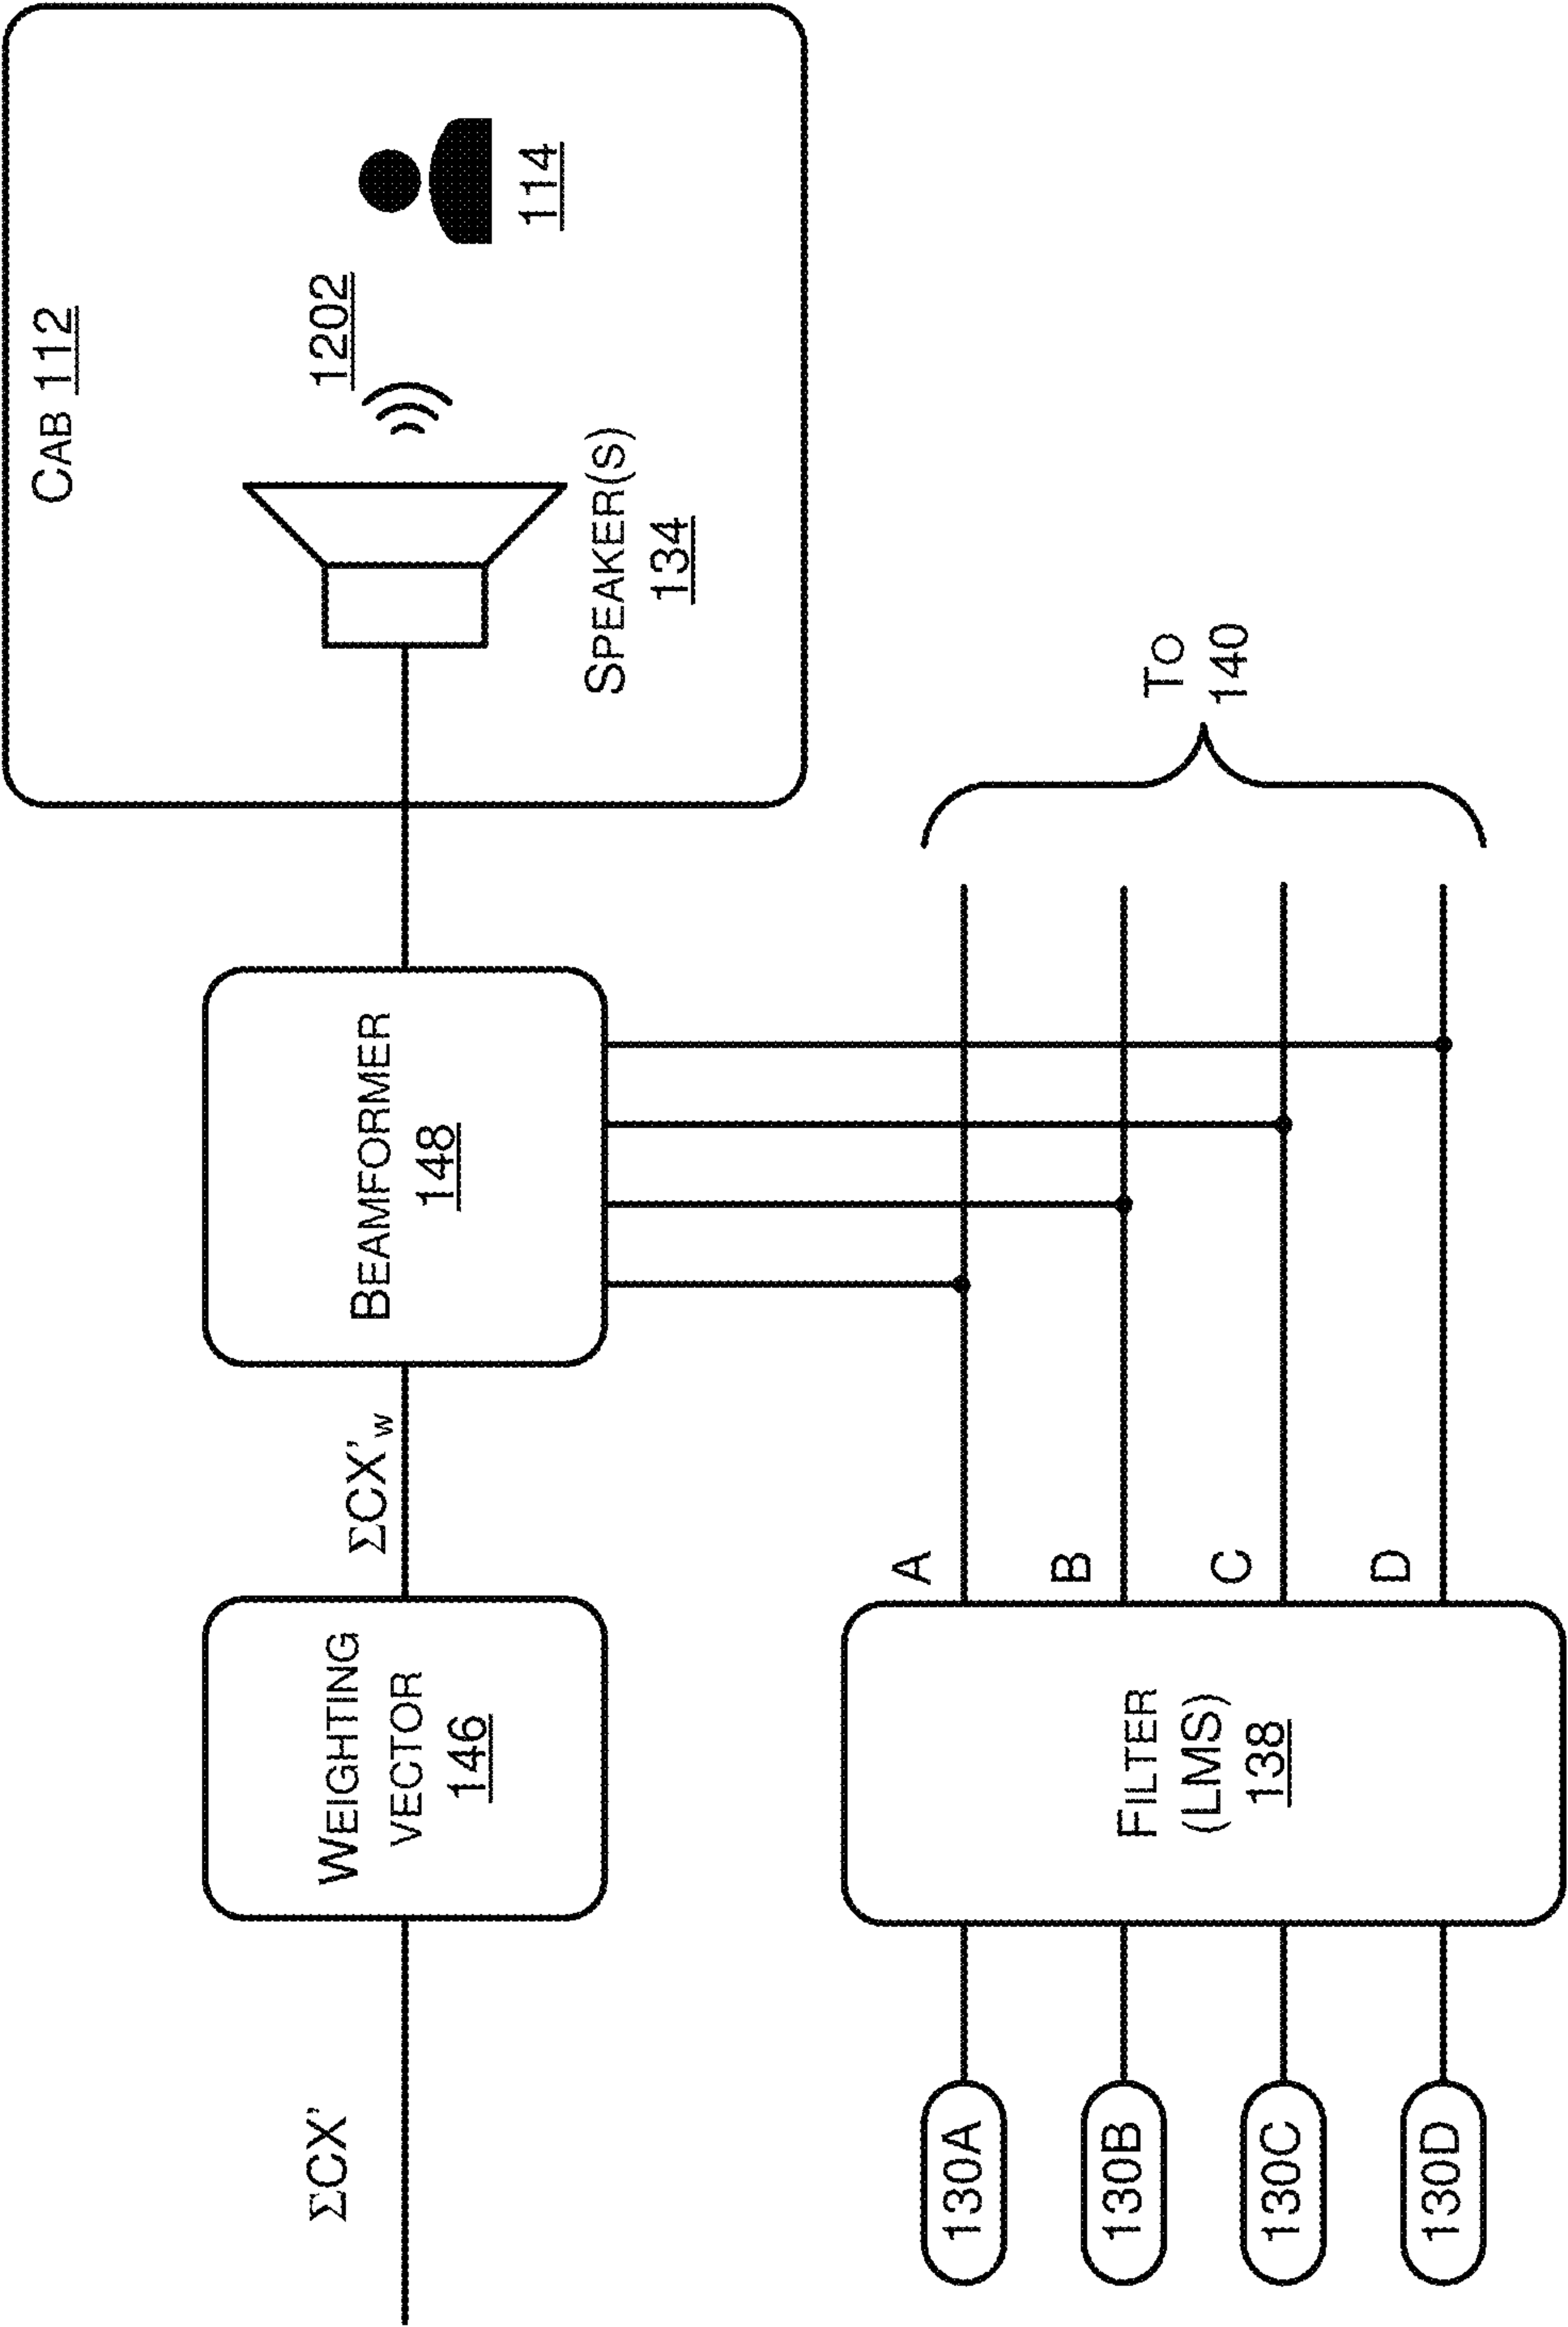 ΣCX'
WEIGHTING
VECTOR
146
ΣCX'w
BEAMFORMER
148
CAB 112
1202
114
SPEAKER(S)
134
130A
130B
130C
130D
FILTER
(LMS)
138
A
B
C
D
TO
140